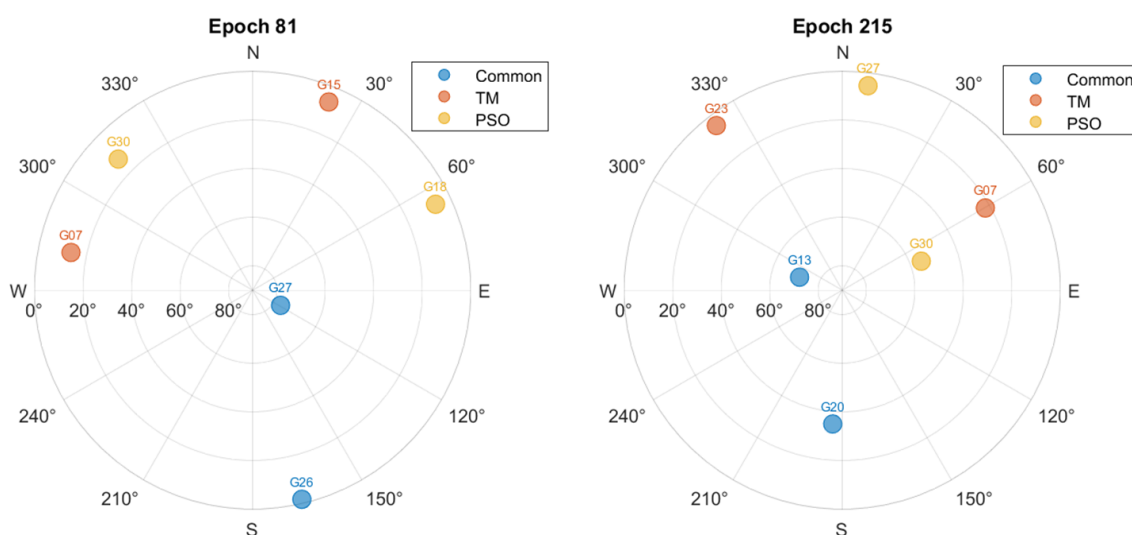 Epoch 81
N
330°
30°
300°
60°
W
E
0°
20°
40°
60°
80°
240°
120°
210°
150°
S
G15
G30
G18
G07
G27
G26
Common
TM
PSO
Epoch 215
N
330°
30°
300°
60°
W
E
0°
20°
40°
60°
80°
240°
120°
210°
150°
S
G27
G23
G07
G30
G13
G20
Common
TM
PSO